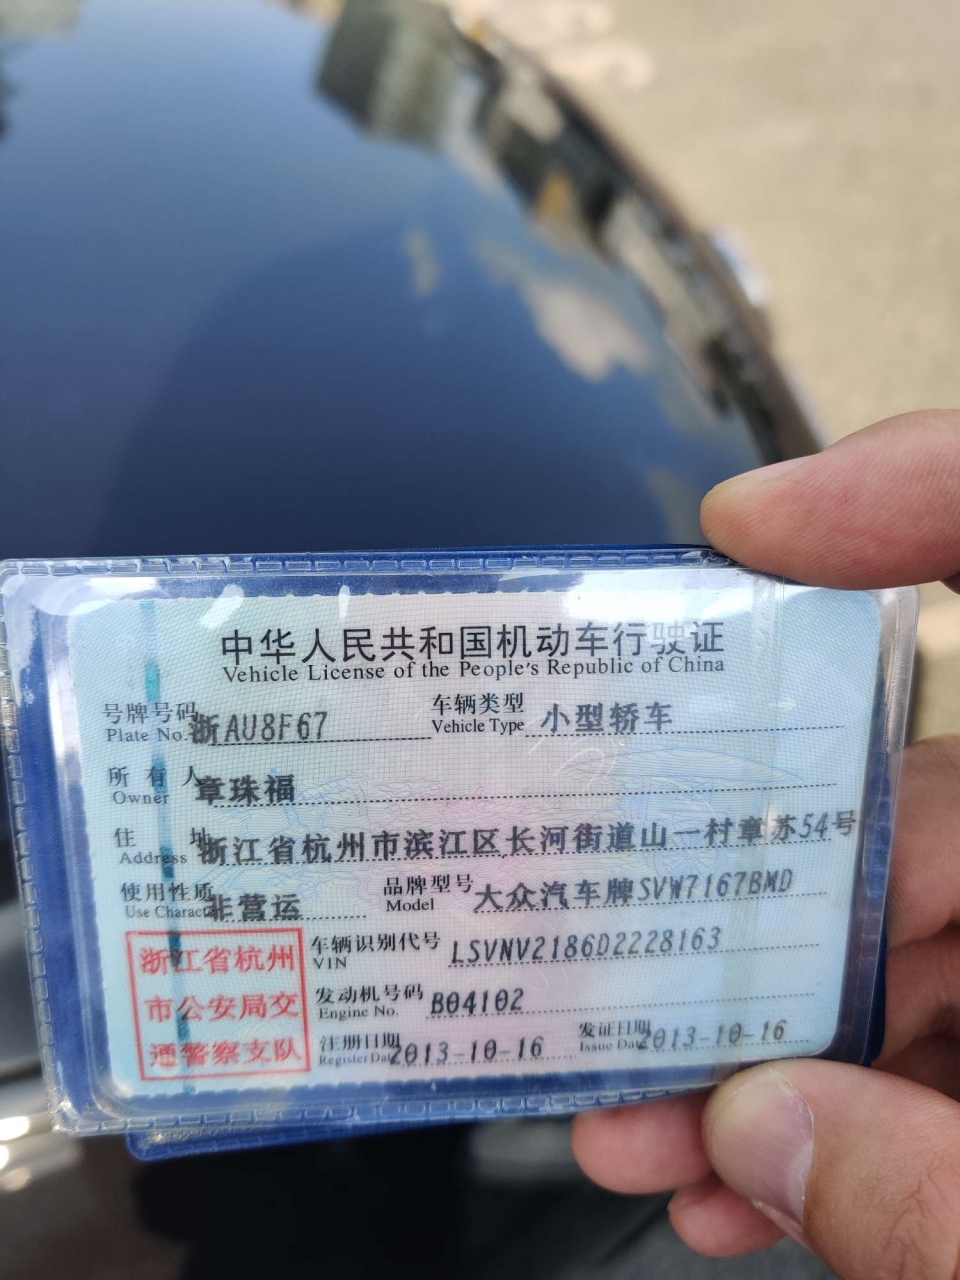 中华人民共和国机动车行驶证
Vehicle License of the People's Republic of China
号牌号码 浙AU8F67 车辆类型 小型轿车
Plate No. Vehicle Type
所有人 章珠福
Owner
住址 浙江省杭州市滨江区长河街道山一村章苏54号
Address
使用性质 非营运 品牌型号 大众汽车牌SVW7167BMD
Use Character Model
浙江省杭州
市公安局交
通警察支队
车辆识别代号 LSVNV2186D2228163
VIN
发动机号码 B04102
Engine No.
注册日期 2013-10-16 发证日期 2013-10-16
Register Date Issue Date